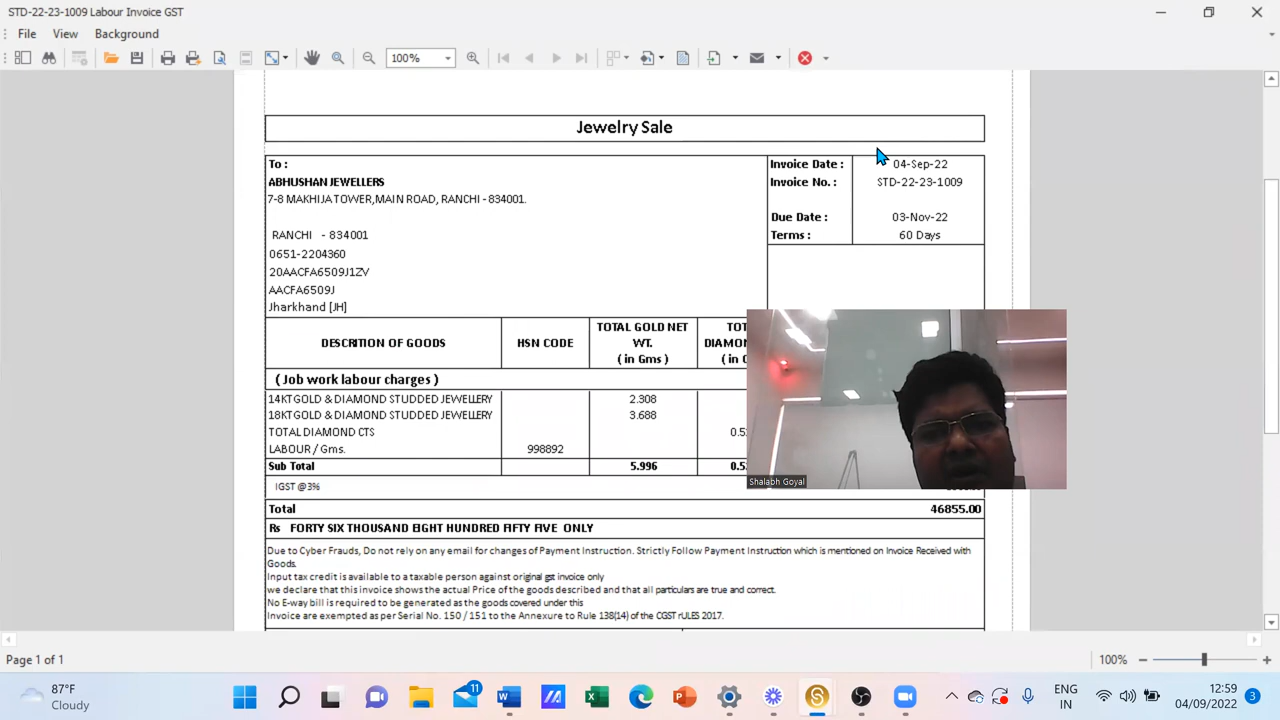 STD-22-23-1009 Labour Invoice GST
File View Background
100%
Jewelry Sale
To :
ABHUSHAN JEWELLERS
7-8 MAKHIJA TOWER,MAIN ROAD, RANCHI - 834001.
RANCHI - 834001
0651-2204360
20AACFA6509J1ZV
AACFA6509J
Jharkhand [JH]
Invoice Date : 04-Sep-22
Invoice No. : STD-22-23-1009
Due Date : 03-Nov-22
Terms : 60 Days
DESCRITION OF GOODS HSN CODE TOTAL GOLD NET WT. ( in Gms )
( Job work labour charges )
14KT GOLD & DIAMOND STUDDED JEWELLERY 2.308
18KT GOLD & DIAMOND STUDDED JEWELLERY 3.688
TOTAL DIAMOND CTS
LABOUR / Gms. 998892
Sub Total 5.996
IGST @3%
Total 46855.00
Rs FORTY SIX THOUSAND EIGHT HUNDRED FIFTY FIVE ONLY
Due to Cyber Frauds, Do not rely on any email for changes of Payment Instruction. Strictly Follow Payment Instruction which is mentioned on Invoice Received with
Goods.
Input tax credit is available to a taxable person against original gst invoice only
we declare that this invoice shows the actual Price of the goods described and that all particulars are true and correct.
No E-way bill is required to be generated as the goods covered under this
Invoice are exempted as per Serial No. 150 / 151 to the Annexure to Rule 138(14) of the CGST rULES 2017.
Shalabh Goyal
Page 1 of 1
100%
87°F
Cloudy
11
ENG
IN
12:59
04/09/2022
3